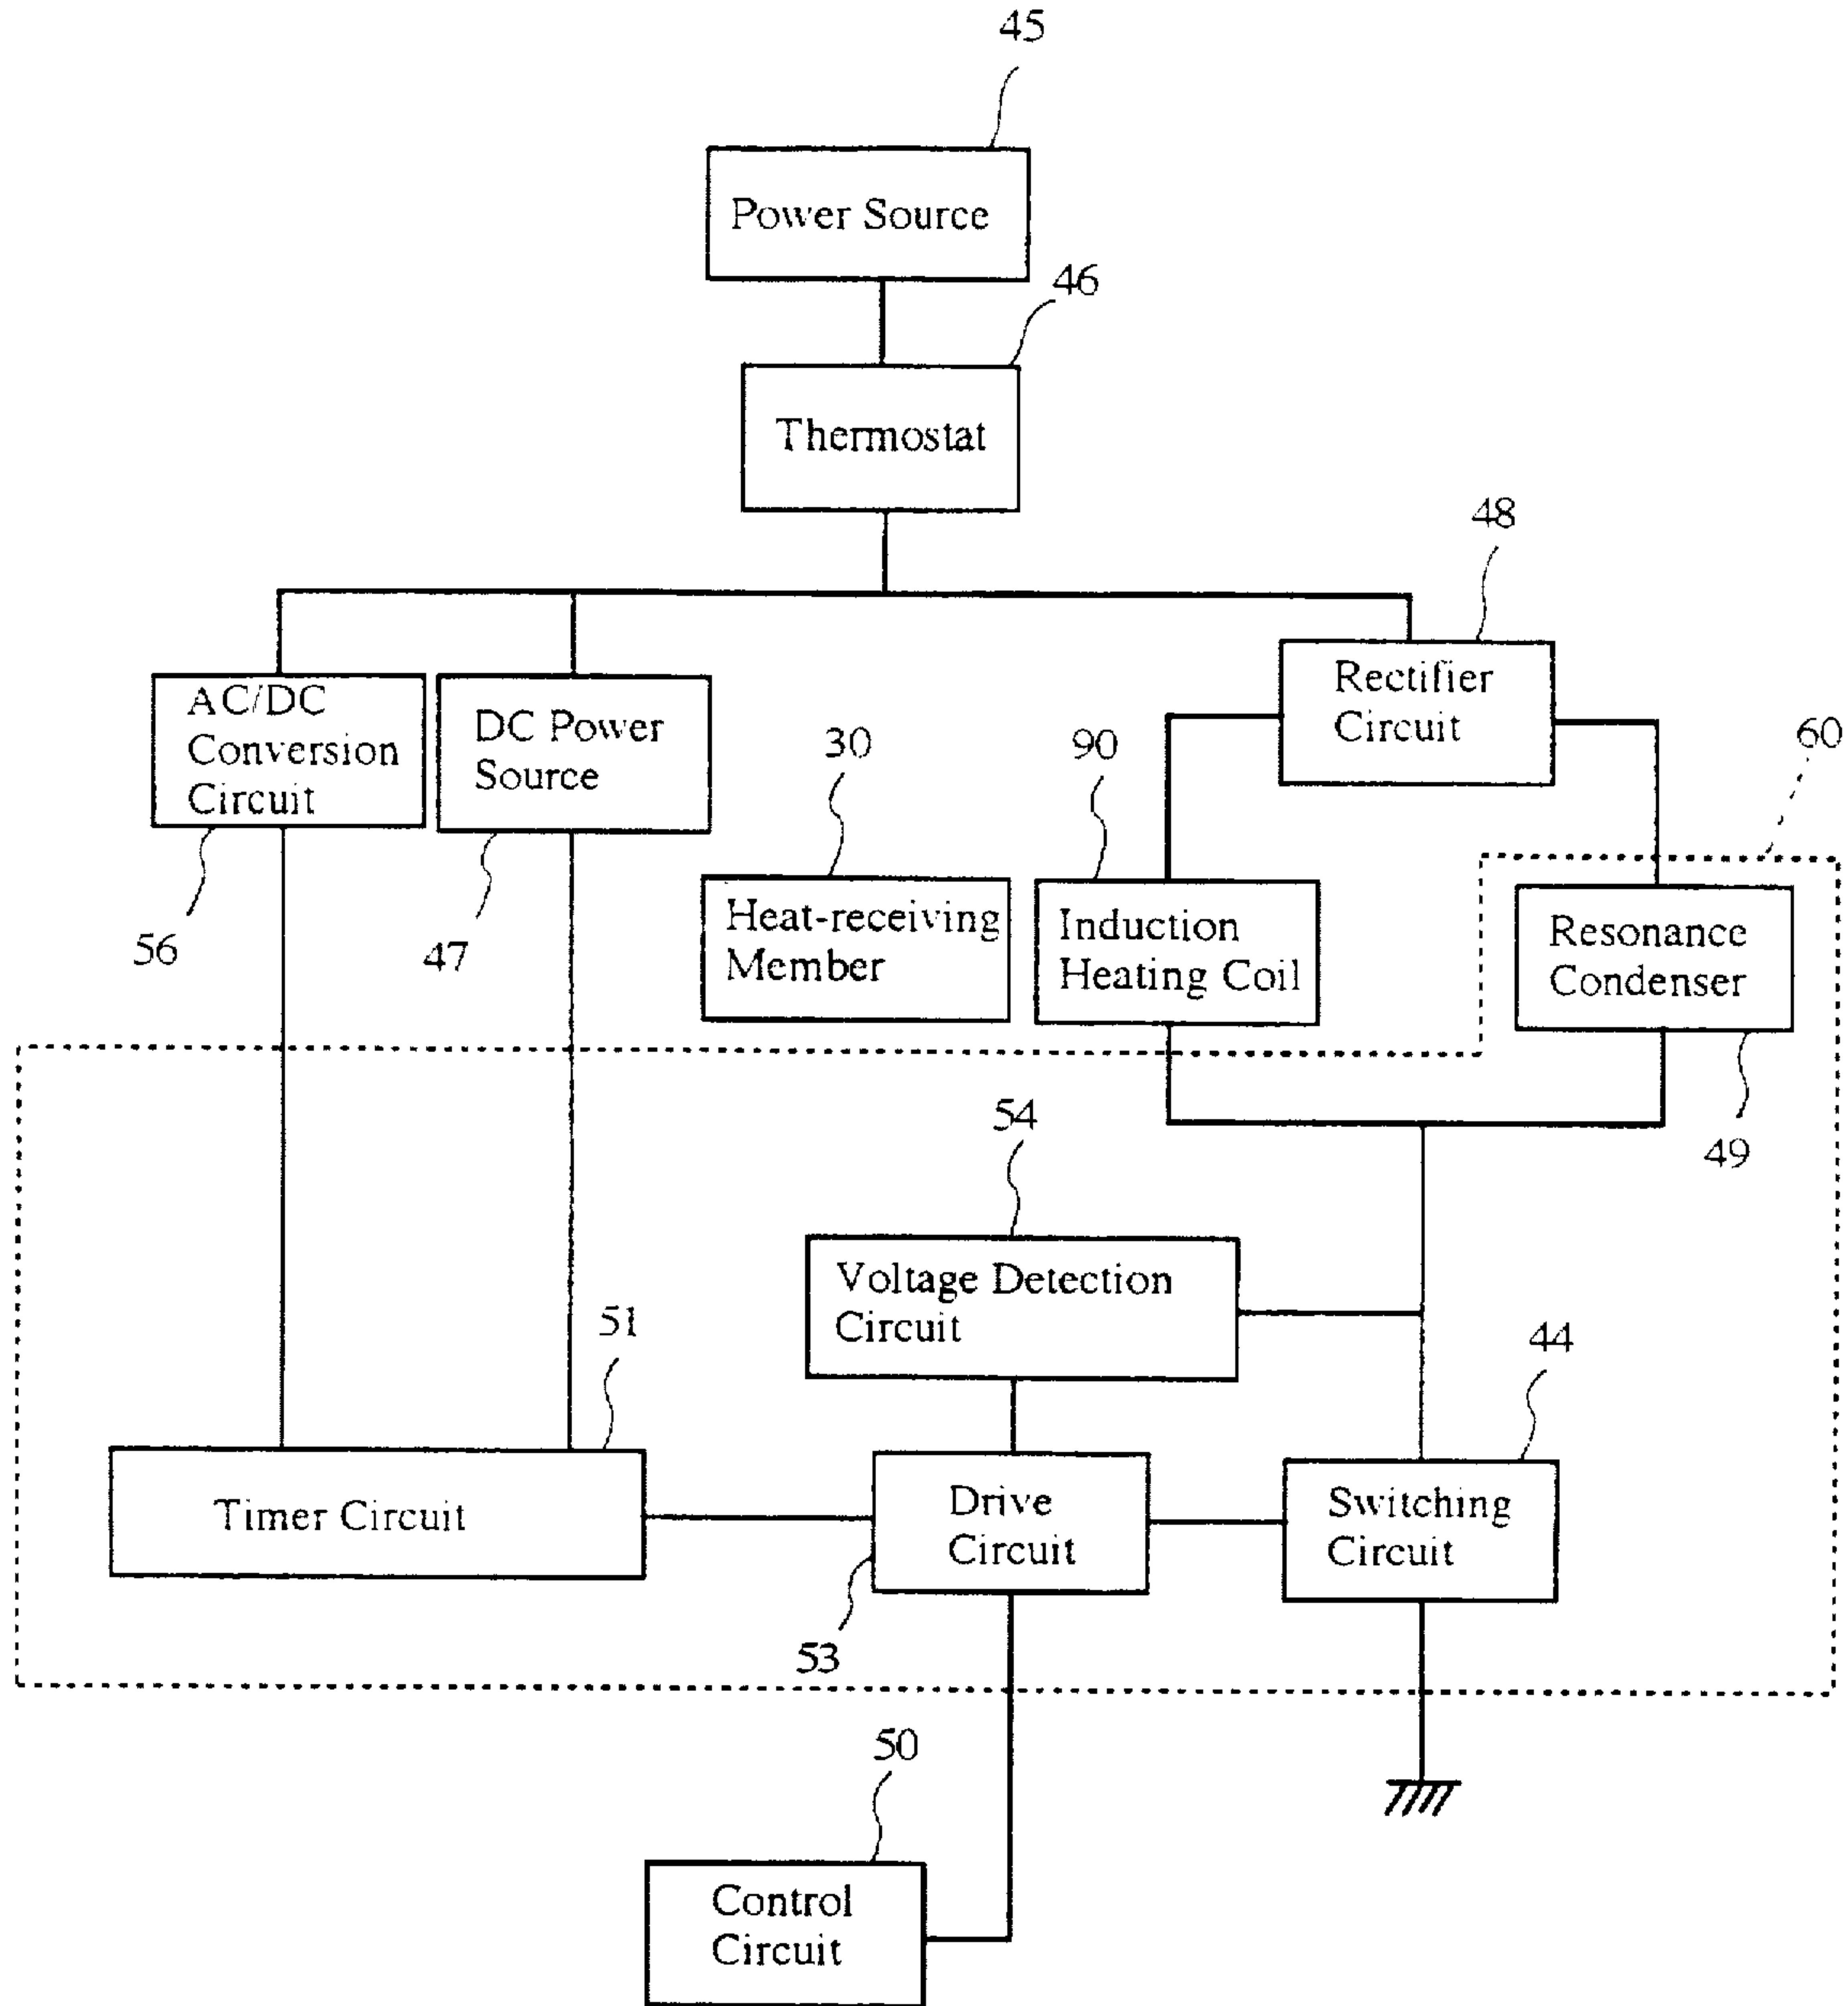 45
Power Source
46
Thermostat
48
AC/DC
Conversion
Circuit
DC Power
Source
Rectifier
Circuit
60
30
90
56
47
Heat-receiving
Member
Induction
Heating Coil
Resonance
Condenser
49
54
Voltage Detection
Circuit
51
44
Timer Circuit
Drive
Circuit
Switching
Circuit
53
50
Control
Circuit